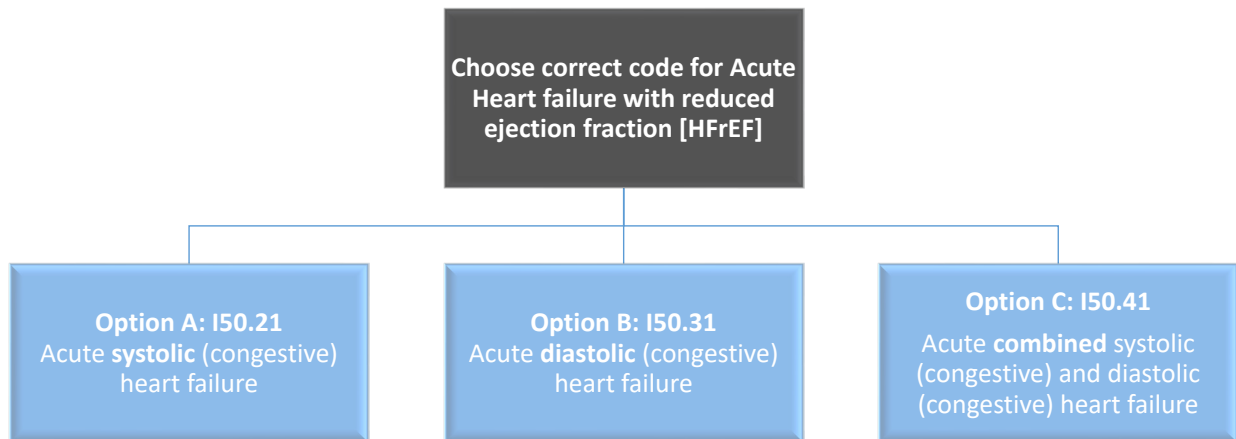 Choose correct code for Acute
Heart failure with reduced
ejection fraction [HFrEF]
Option A: I50.21
Acute systolic (congestive)
heart failure
Option B: I50.31
Acute diastolic (congestive)
heart failure
Option C: I50.41
Acute combined systolic
(congestive) and diastolic
(congestive) heart failure